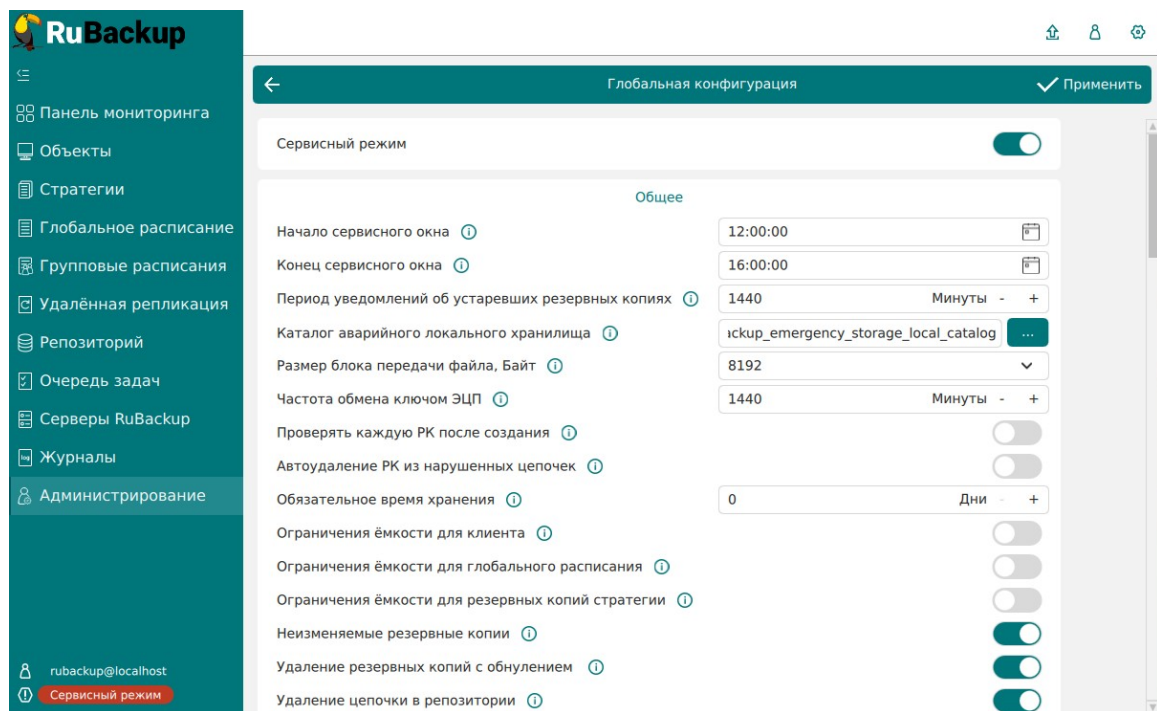 RuBackup
Глобальная конфигурация
Применить
Панель мониторинга
Объекты
Стратегии
Глобальное расписание
Групповые расписания
Удалённая репликация
Репозиторий
Очередь задач
Серверы RuBackup
Журналы
Администрирование
rubackup@localhost
Сервисный режим
Сервисный режим
Общее
Начало сервисного окна 12:00:00
Конец сервисного окна 16:00:00
Период уведомлений об устаревших резервных копиях 1440 Минуты - +
Каталог аварийного локального хранилища ackup_emergency_storage_local_catalog ...
Размер блока передачи файла, Байт 8192
Частота обмена ключом ЭЦП 1440 Минуты - +
Проверять каждую РК после создания
Автоудаление РК из нарушенных цепочек
Обязательное время хранения 0 Дни - +
Ограничения ёмкости для клиента
Ограничения ёмкости для глобального расписания
Ограничения ёмкости для резервных копий стратегии
Неизменяемые резервные копии
Удаление резервных копий с обнулением
Удаление цепочки в репозитории